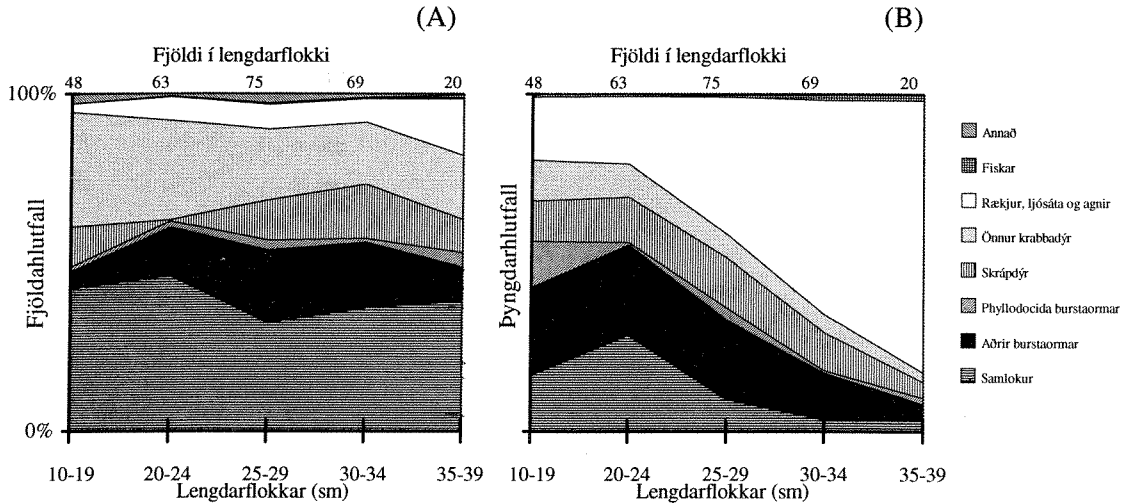 (A)
Fjöldi í lengdarflokki
48 63 75 69 20
100%
Fjöldahlutfall
0%
10-19 20-24 25-29 30-34 35-39
Lengdarflokkar (sm)
(B)
Fjöldi í lengdarflokki
48 63 75 69 20
Þyngdarhlutfall
10-19 20-24 25-29 30-34 35-39
Lengdarflokkar (sm)
Annað
Fiskar
Rækjur, ljósáta og agnir
Önnur krabbadýr
Skrápdýr
Phyllodocida burstaormar
Aðrir burstaormar
Samlokur